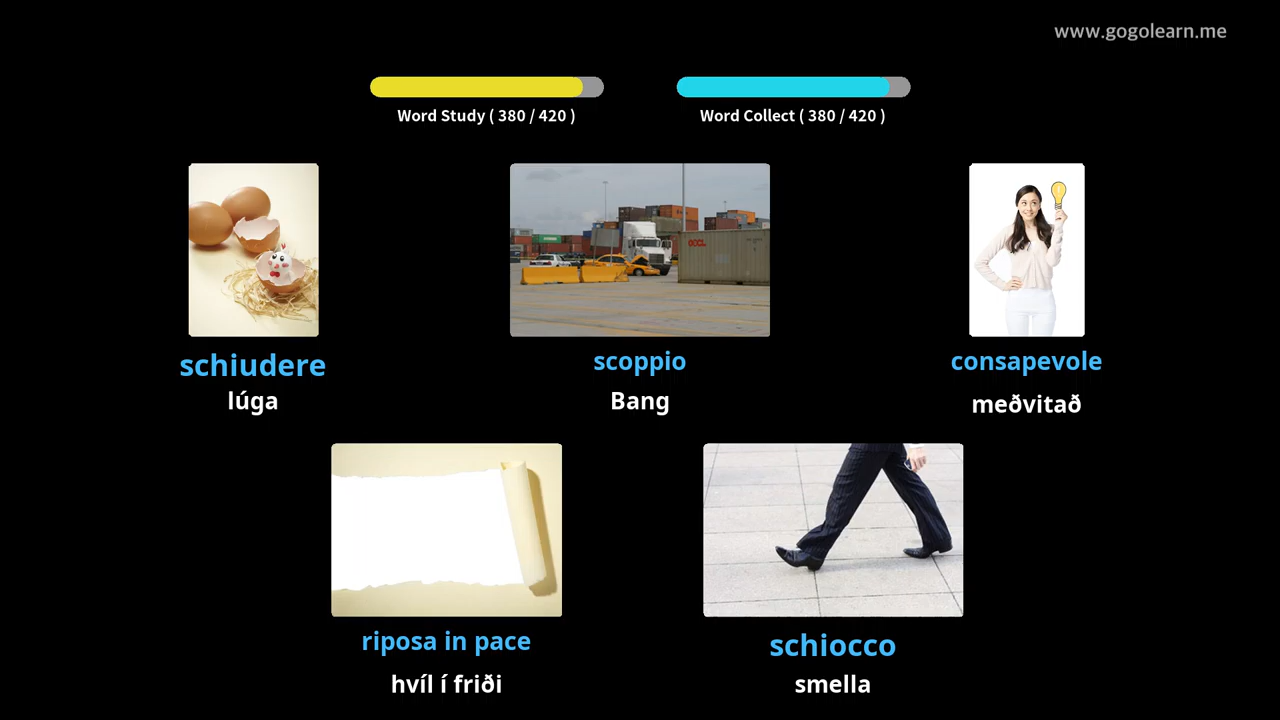 www.gogolearn.me
Word Study ( 380 / 420 )
Word Collect ( 380 / 420 )
schiudere
lúga
scoppio
Bang
consapevole
meðvitað
riposa in pace
hvíl í friði
schiocco
smella